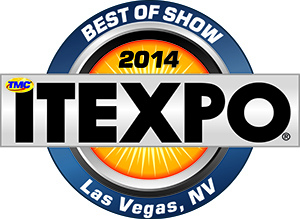 BEST OF SHOW
2014
TMC
ITEXPO®
Las Vegas, NV